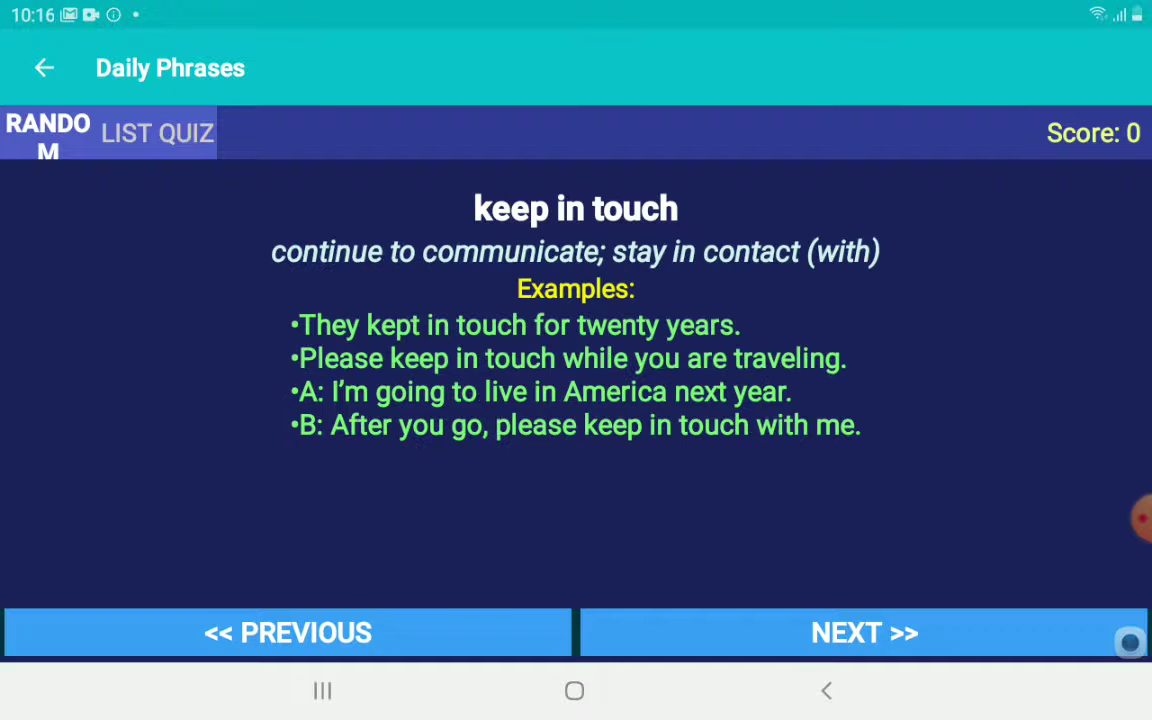 10:16
Daily Phrases
RANDO
M
LIST QUIZ
Score: 0
keep in touch
continue to communicate; stay in contact (with)
Examples:
•They kept in touch for twenty years.
•Please keep in touch while you are traveling.
•A: I’m going to live in America next year.
•B: After you go, please keep in touch with me.
<< PREVIOUS
NEXT >>